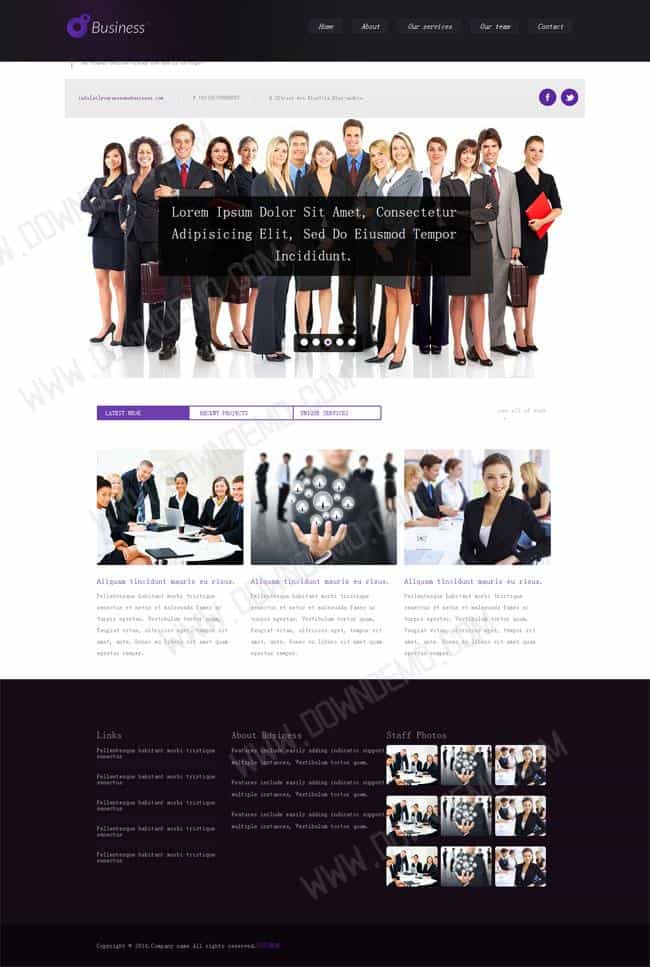 Business
Home About Our services Our team Contact
Lorem Ipsum Dolor Sit Amet, Consectetur
Adipisicing Elit, Sed Do Eiusmod Tempor
Incididunt.
LATEST WROK RECENT PROJECTS UNIQUE SERVICES
see all of work
Aliquam tincidunt mauris eu risus.
Pellentesque habitant morbi tristique
senectus et netus et malesuada fames ac
turpis egestas. Vestibulum tortor quam,
feugiat vitae, ultricies eget, tempor sit
amet, ante. Donec eu libero sit amet quam
egestas semper.
Aliquam tincidunt mauris eu risus.
Pellentesque habitant morbi tristique
senectus et netus et malesuada fames ac
turpis egestas. Vestibulum tortor quam,
feugiat vitae, ultricies eget, tempor sit
amet, ante. Donec eu libero sit amet quam
egestas semper.
Aliquam tincidunt mauris eu risus.
Pellentesque habitant morbi tristique
senectus et netus et malesuada fames ac
turpis egestas. Vestibulum tortor quam,
feugiat vitae, ultricies eget, tempor sit
amet, ante. Donec eu libero sit amet quam
egestas semper.
Links
Pellentesque habitant morbi tristique
senectus
Pellentesque habitant morbi tristique
senectus
Pellentesque habitant morbi tristique
senectus
Pellentesque habitant morbi tristique
senectus
Pellentesque habitant morbi tristique
About Business
Features include easily adding indicator support
multiple instances, Vestibulum tortor quam.
Features include easily adding indicator support
multiple instances, Vestibulum tortor quam.
Features include easily adding indicator support
multiple instances, Vestibulum tortor quam.
Staff Photos
Copyright © 2014.Company name All rights reserved.
WWW.DOWNDEMO.COM